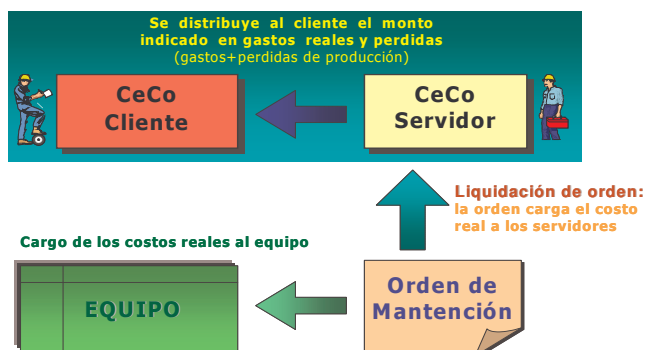 Se distribuye al cliente el monto
indicado en gastos reales y perdidas
(gastos+perdidas de producción)
CeCo
Cliente
CeCo
Servidor
Liquidación de orden:
la orden carga el costo
real a los servidores
Cargo de los costos reales al equipo
EQUIPO
Orden de
Mantención